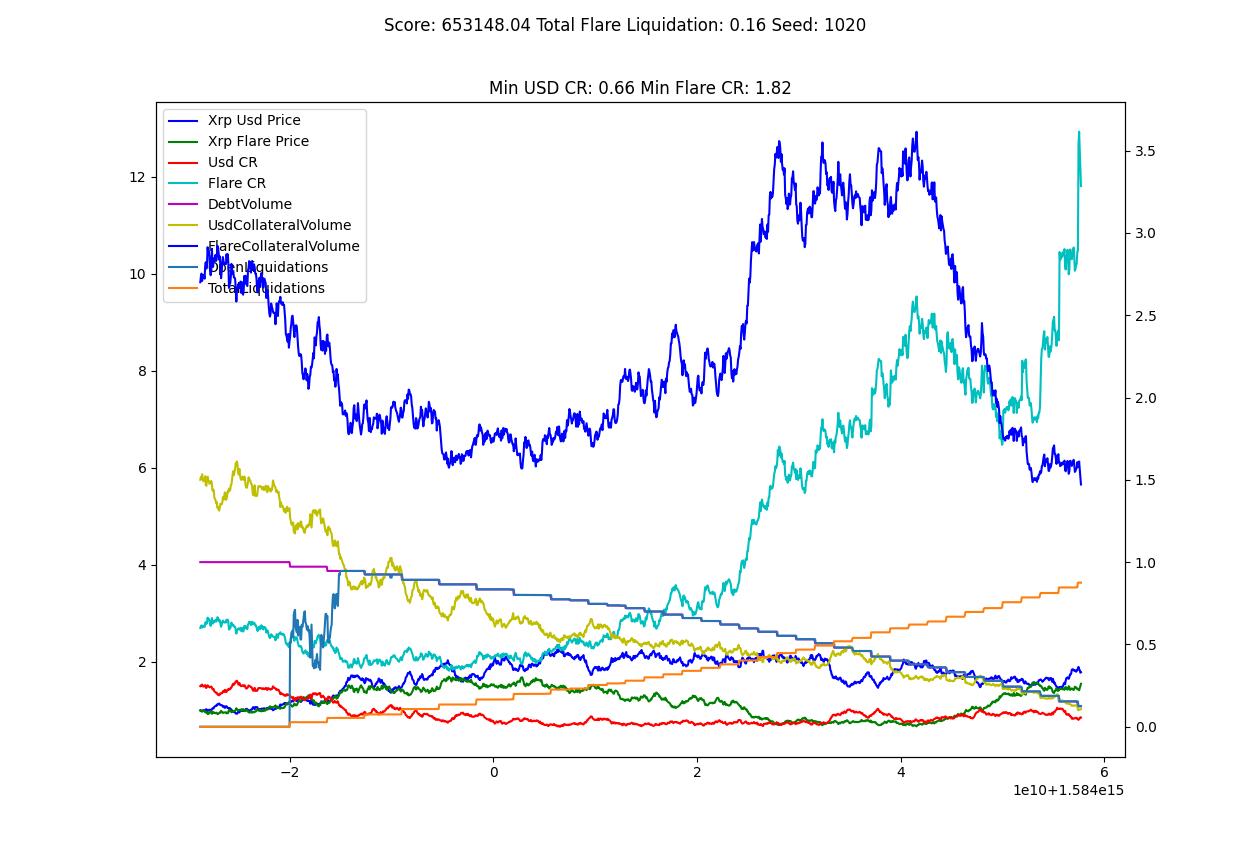 Score: 653148.04 Total Flare Liquidation: 0.16 Seed: 1020
Min USD CR: 0.66 Min Flare CR: 1.82
Xrp Usd Price
Xrp Flare Price
Usd CR
Flare CR
DebtVolume
UsdCollateralVolume
FlareCollateralVolume
OpenLiquidations
TotalLiquidations
12
10
8
6
4
2
3.5
3.0
2.5
2.0
1.5
1.0
0.5
0.0
−2 0 2 4 6
1e10+1.584e15